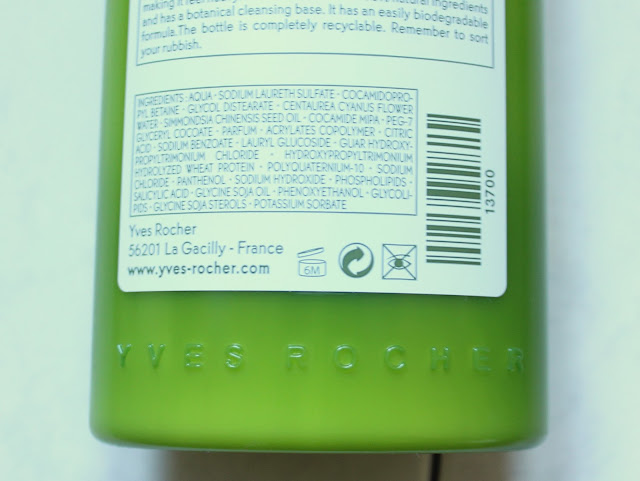 making it feel
natural ingredients
and has a botanical cleansing base. It has an easily biodegradable
formula.The bottle is completely recyclable. Remember to sort
your rubbish.
INGREDIENTS: AQUA · SODIUM LAURETH SULFATE · COCAMIDOPRO-
PYL BETAINE · GLYCOL DISTEARATE · CENTAUREA CYANUS FLOWER
WATER · SIMMONDSIA CHINENSIS SEED OIL · COCAMIDE MIPA · PEG-7
GLYCERYL COCOATE · PARFUM · ACRYLATES COPOLYMER · CITRIC
ACID · SODIUM BENZOATE · LAURYL GLUCOSIDE · GUAR HYDROXY-
PROPYLTRIMONIUM CHLORIDE · HYDROXYPROPYLTRIMONIUM
HYDROLYZED WHEAT PROTEIN · POLYQUATERNIUM-10 · SODIUM
CHLORIDE · PANTHENOL · SODIUM HYDROXIDE · PHOSPHOLIPIDS ·
SALICYLIC ACID · GLYCINE SOJA OIL · PHENOXYETHANOL · GLYCOLI-
PIDS · GLYCINE SOJA STEROLS · POTASSIUM SORBATE
Yves Rocher
56201 La Gacilly - France
www.yves-rocher.com
6M
13700
YVES ROCHER